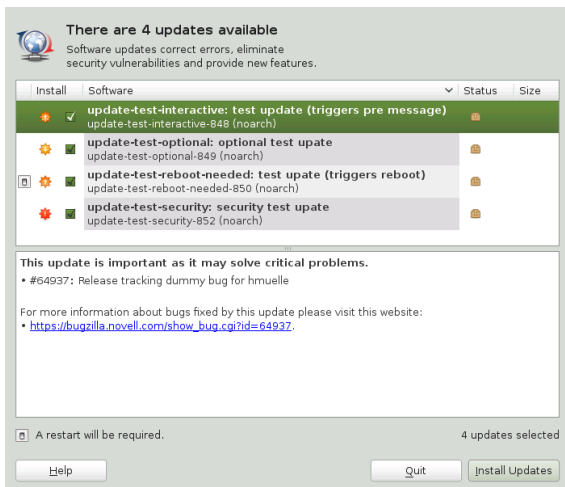 There are 4 updates available
Software updates correct errors, eliminate
security vulnerabilities and provide new features.
Install Software Status Size
update-test-interactive: test update (triggers pre message)
update-test-interactive-848 (noarch)
update-test-optional: optional test upate
update-test-optional-849 (noarch)
update-test-reboot-needed: test upate (triggers reboot)
update-test-reboot-needed-850 (noarch)
update-test-security: security test upate
update-test-security-852 (noarch)
This update is important as it may solve critical problems.
• #64937: Release tracking dummy bug for hmuelle
For more information about bugs fixed by this update please visit this website:
• https://bugzilla.novell.com/show_bug.cgi?id=64937.
A restart will be required. 4 updates selected
Help Quit Install Updates